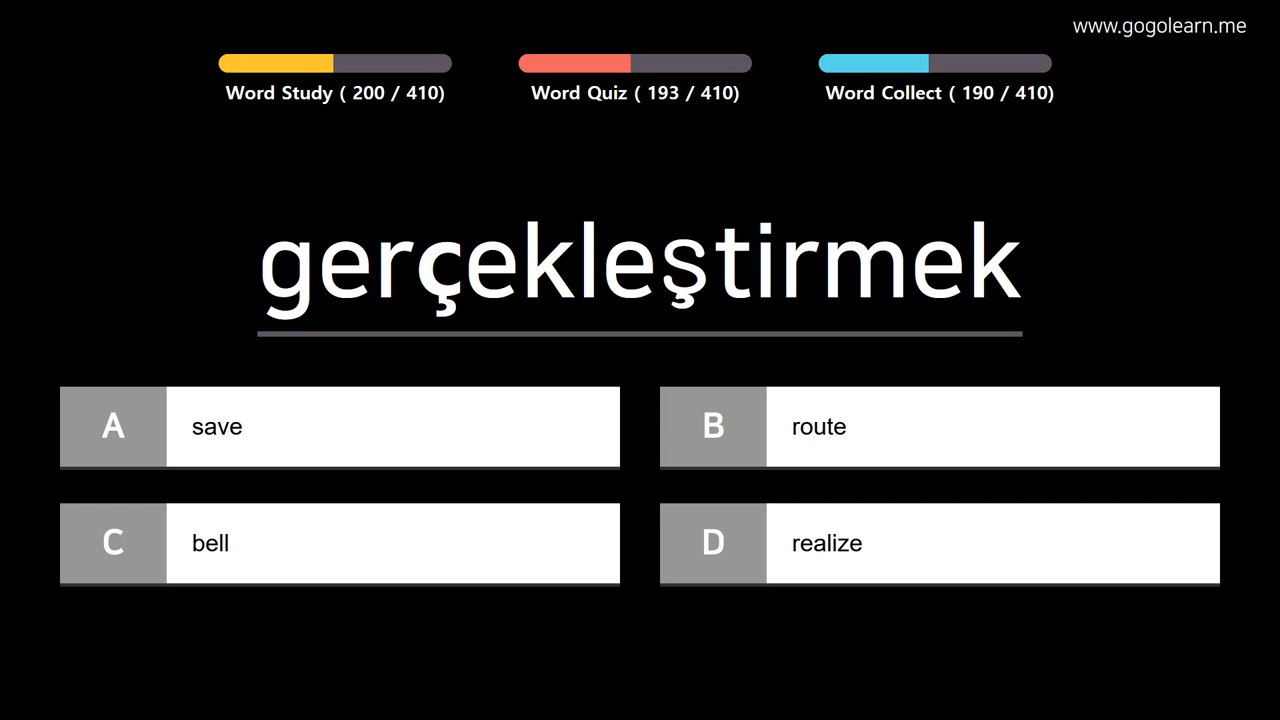 www.gogolearn.me
Word Study ( 200 / 410)
Word Quiz ( 193 / 410)
Word Collect ( 190 / 410)
gerçekleştirmek
A save
B route
C bell
D realize